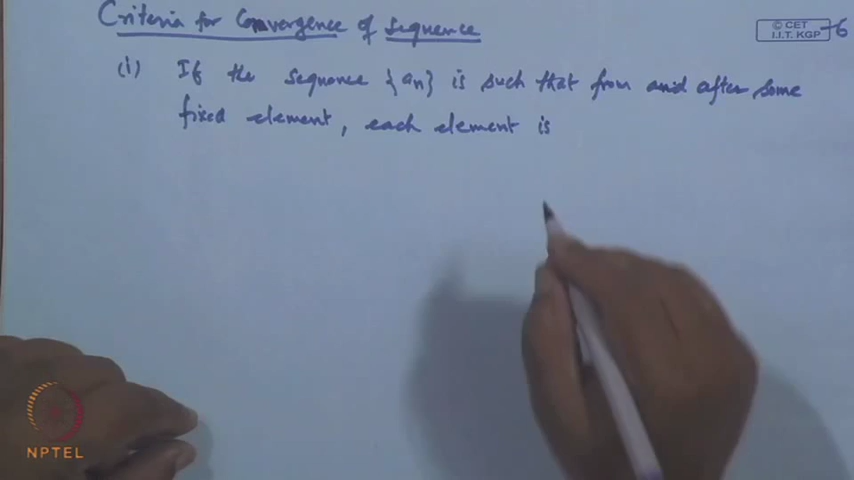 Criteria for Convergence of Sequence
© CET
I.I.T. KGP
(i) If the sequence {an} is such that from and after some
fixed element, each element is
NPTEL